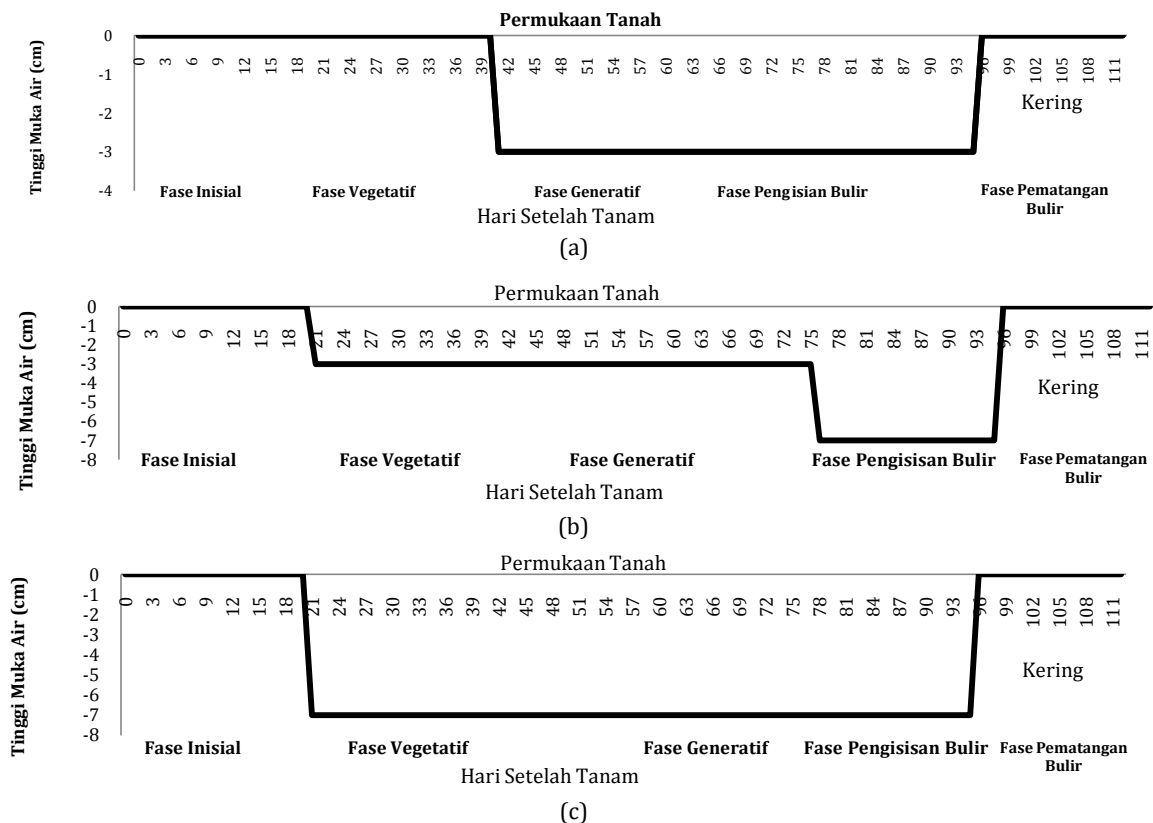 Permukaan Tanah
Tinggi Muka Air (cm)
0
-1
-2
-3
-4
0 3 6 9 12 15 18 21 24 27 30 33 36 39 42 45 48 51 54 57 60 63 66 69 72 75 78 81 84 87 90 93 96 99 102 105 108 111
Kering
Fase Inisial Fase Vegetatif Fase Generatif Fase Pengisian Bulir Fase Pematangan
Bulir
Hari Setelah Tanam
(a)
Permukaan Tanah
Tinggi Muka Air (cm)
0
-1
-2
-3
-4
-5
-6
-7
-8
0 3 6 9 12 15 18 21 24 27 30 33 36 39 42 45 48 51 54 57 60 63 66 69 72 75 78 81 84 87 90 93 96 99 102 105 108 111
Kering
Fase Inisial Fase Vegetatif Fase Generatif Fase Pengisisan Bulir Fase Pematangan
Bulir
Hari Setelah Tanam
(b)
Permukaan Tanah
Tinggi Muka Air (cm)
0
-1
-2
-3
-4
-5
-6
-7
-8
0 3 6 9 12 15 18 21 24 27 30 33 36 39 42 45 48 51 54 57 60 63 66 69 72 75 78 81 84 87 90 93 96 99 102 105 108 111
Kering
Fase Inisial Fase Vegetatif Fase Generatif Fase Pengisisan Bulir Fase Pematangan
Bulir
Hari Setelah Tanam
(c)